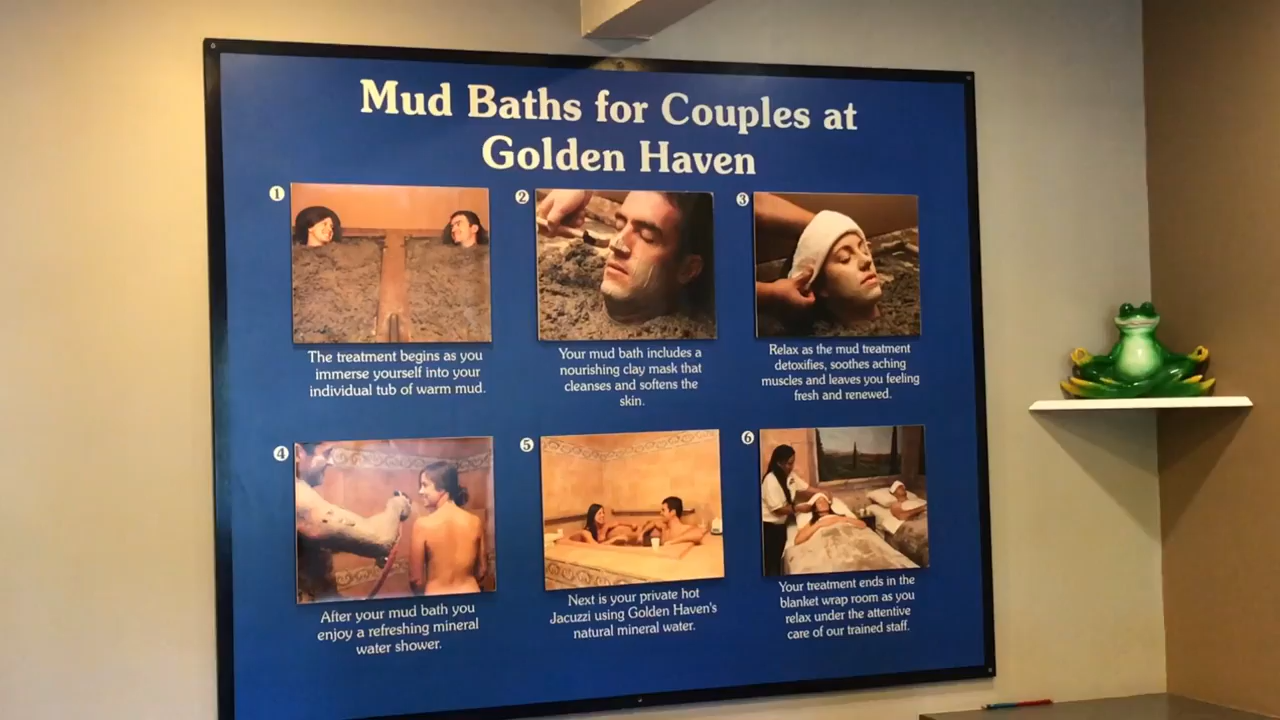 Mud Baths for Couples at
Golden Haven
1
The treatment begins as you
immerse yourself into your
individual tub of warm mud.
2
Your mud bath includes a
nourishing clay mask that
cleanses and softens the
skin.
3
Relax as the mud treatment
detoxifies, soothes aching
muscles and leaves you feeling
fresh and renewed.
4
After your mud bath you
enjoy a refreshing mineral
water shower.
5
Next is your private hot
Jacuzzi using Golden Haven's
natural mineral water.
6
Your treatment ends in the
blanket wrap room as you
relax under the attentive
care of our trained staff.